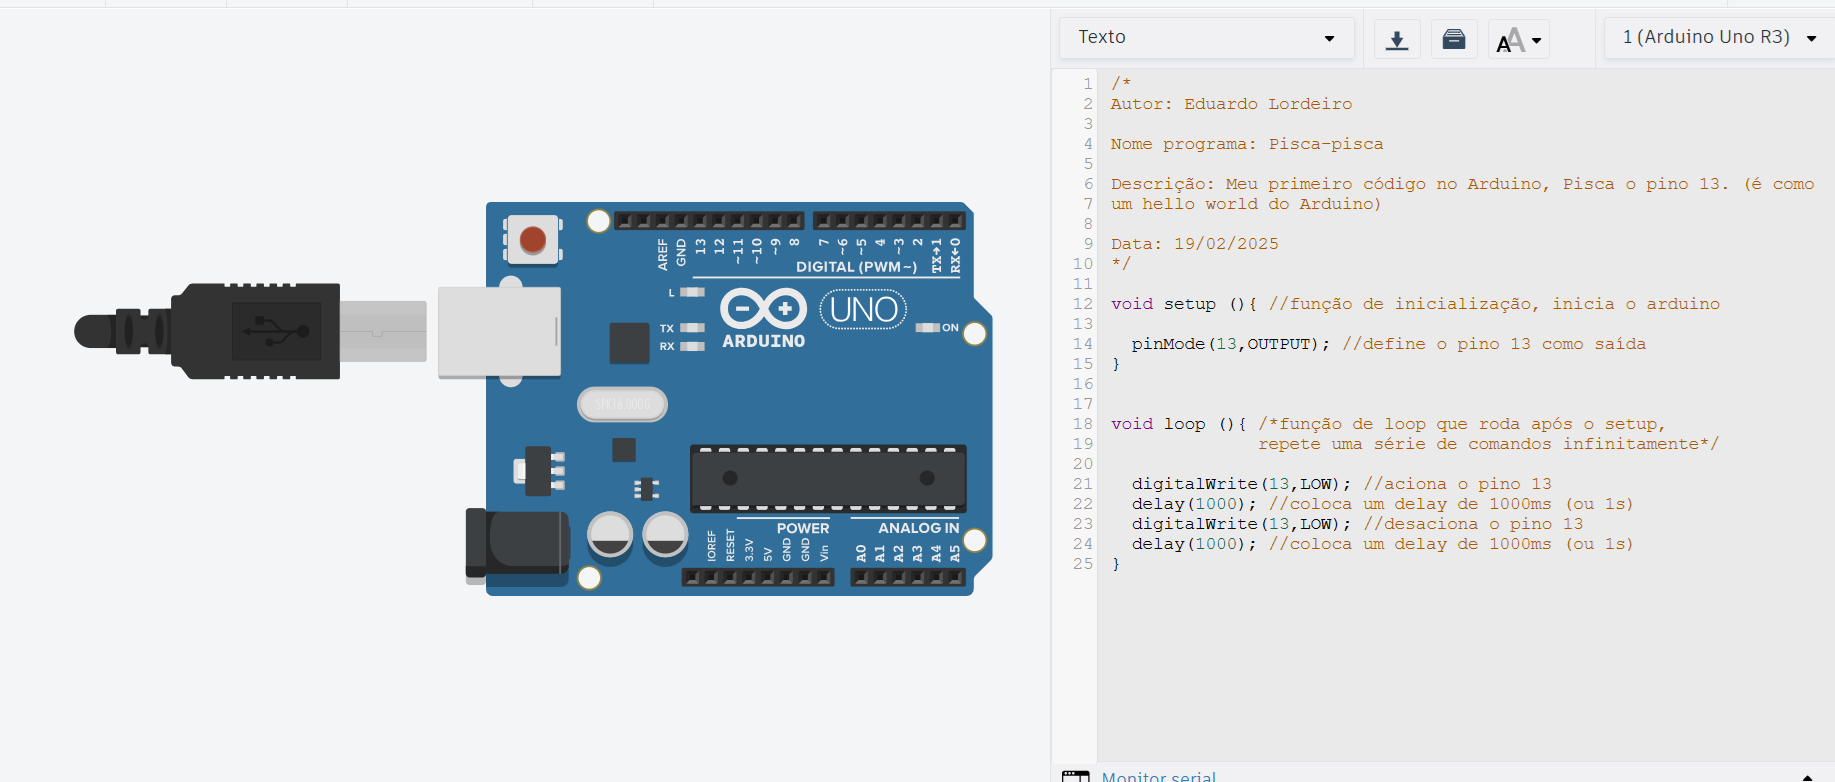 Texto
1 (Arduino Uno R3)
AREF
GND
13
12
~11
~10
~9
8
7
~6
~5
4
~3
2
TX→1
RX←0
DIGITAL (PWM~)
L
TX
RX
ARDUINO
UNO
ON
SPK16.000G
POWER
ANALOG IN
IOREF
RESET
3.3V
5V
GND
GND
Vin
A0
A1
A2
A3
A4
A5
1 /*
2 Autor: Eduardo Lordeiro
3
4 Nome programa: Pisca-pisca
5
6 Descrição: Meu primeiro código no Arduino, Pisca o pino 13. (é como
7 um hello world do Arduino)
8
9 Data: 19/02/2025
10 */
11
12 void setup (){ //função de inicialização, inicia o arduino
13
14 pinMode(13,OUTPUT); //define o pino 13 como saída
15 }
16
17
18 void loop (){ /*função de loop que roda após o setup,
19 repete uma série de comandos infinitamente*/
20
21 digitalWrite(13,LOW); //aciona o pino 13
22 delay(1000); //coloca um delay de 1000ms (ou 1s)
23 digitalWrite(13,LOW); //desaciona o pino 13
24 delay(1000); //coloca um delay de 1000ms (ou 1s)
25 }
Monitor serial